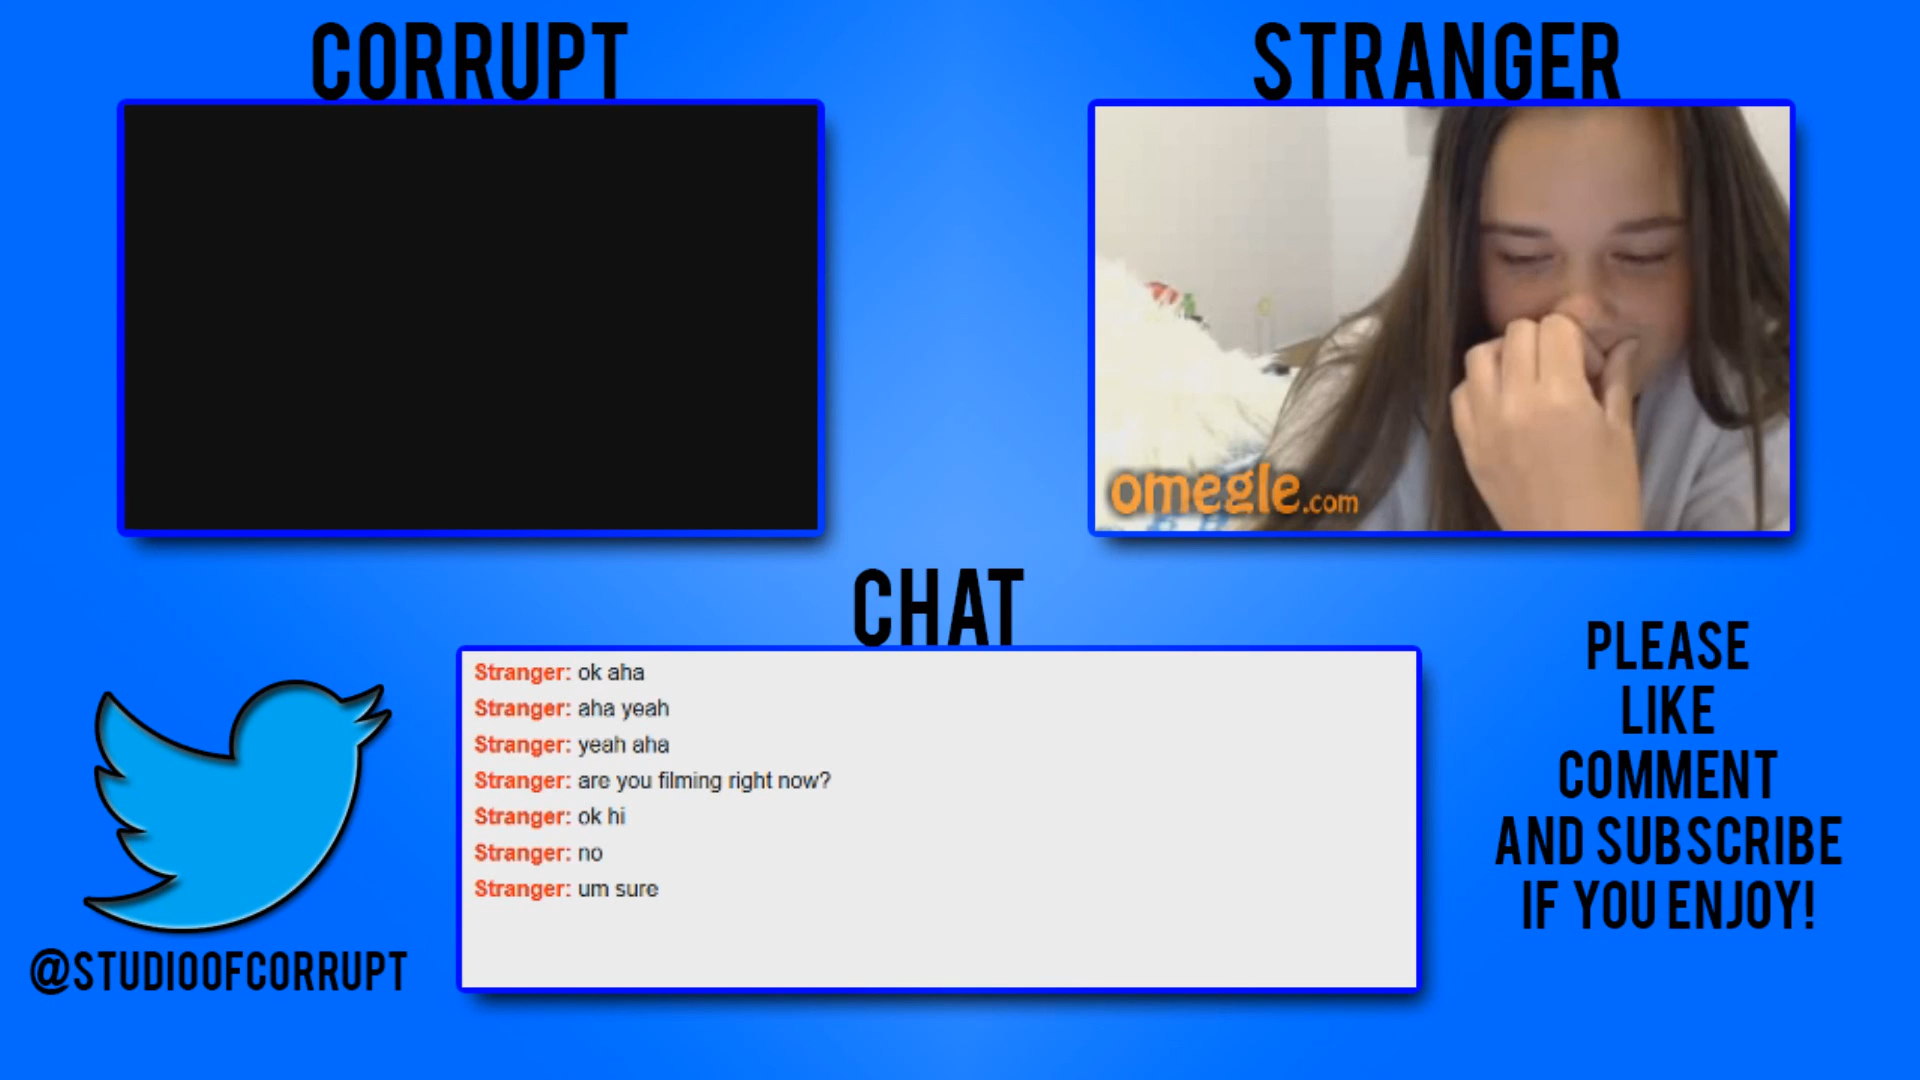 CORRUPT
STRANGER
omegle.com
CHAT
Stranger: ok aha
Stranger: aha yeah
Stranger: yeah aha
Stranger: are you filming right now?
Stranger: ok hi
Stranger: no
Stranger: um sure
@STUDIOOFCORRUPT
PLEASE
LIKE
COMMENT
AND SUBSCRIBE
IF YOU ENJOY!